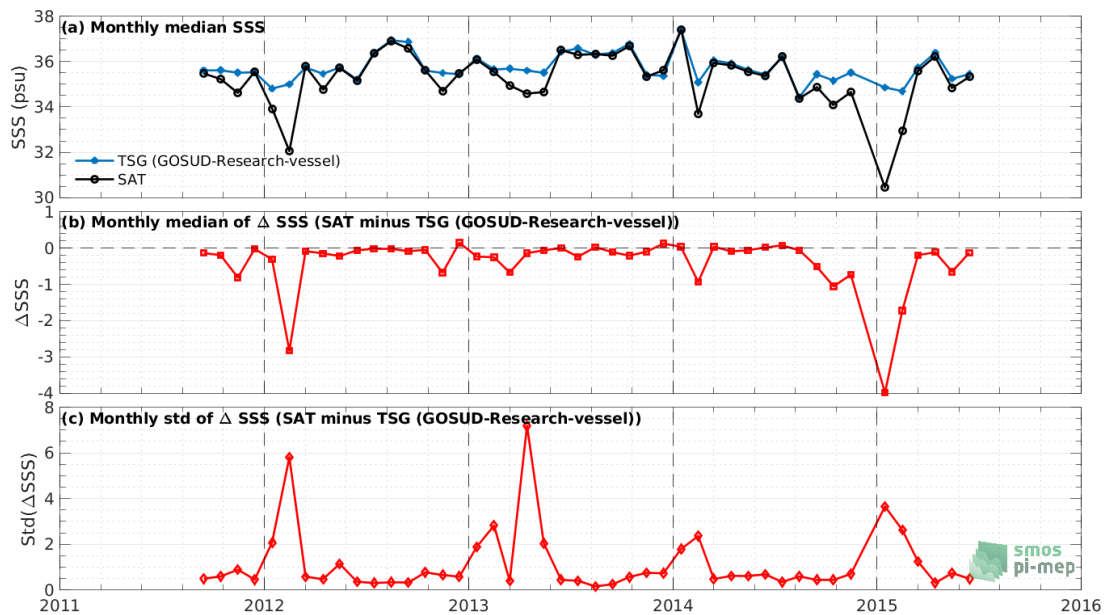 (a) Monthly median SSS
38
36
34
32
30
SSS (psu)
TSG (GOSUD-Research-vessel)
SAT
(b) Monthly median of Δ SSS (SAT minus TSG (GOSUD-Research-vessel))
1
0
-1
-2
-3
-4
ΔSSS
(c) Monthly std of Δ SSS (SAT minus TSG (GOSUD-Research-vessel))
8
6
4
2
0
Std(ΔSSS)
smos
pi-mep
2011 2012 2013 2014 2015 2016